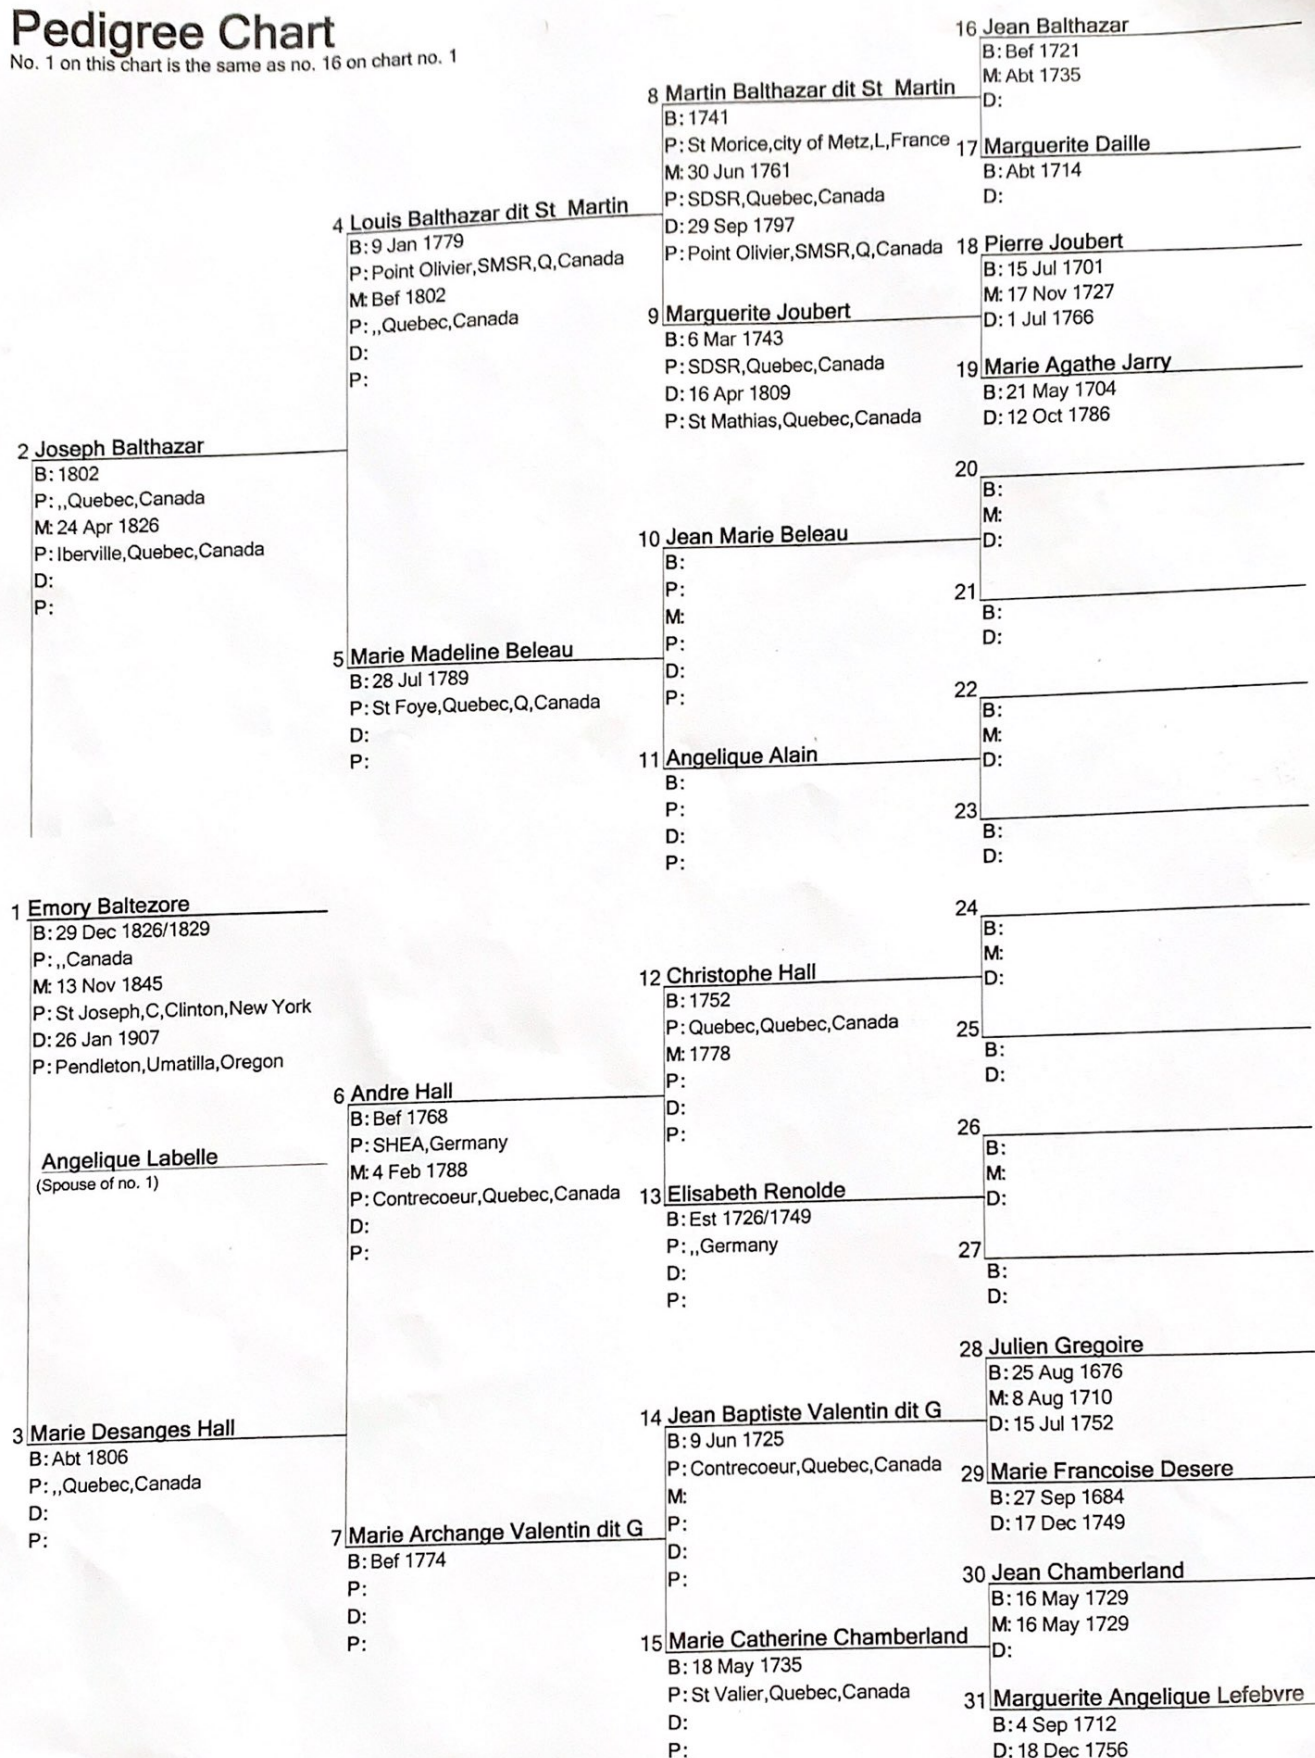 Pedigree Chart
No. 1 on this chart is the same as no. 16 on chart no. 1
16 Jean Balthazar
B: Bef 1721
M: Abt 1735
D:
8 Martin Balthazar dit St Martin
B: 1741
P: St Morice,city of Metz,L,France
M: 30 Jun 1761
P: SDSR,Quebec,Canada
D: 29 Sep 1797
P: Point Olivier,SMSR,Q,Canada
17 Marguerite Daille
B: Abt 1714
D:
4 Louis Balthazar dit St Martin
B: 9 Jan 1779
P: Point Olivier,SMSR,Q,Canada
M: Bef 1802
P: ,,Quebec,Canada
D:
P:
18 Pierre Joubert
B: 15 Jul 1701
M: 17 Nov 1727
D: 1 Jul 1766
9 Marguerite Joubert
B: 6 Mar 1743
P: SDSR,Quebec,Canada
D: 16 Apr 1809
P: St Mathias,Quebec,Canada
19 Marie Agathe Jarry
B: 21 May 1704
D: 12 Oct 1786
2 Joseph Balthazar
B: 1802
P: ,,Quebec,Canada
M: 24 Apr 1826
P: Iberville,Quebec,Canada
D:
P:
20
B:
M:
D:
10 Jean Marie Beleau
B:
P:
M:
P:
D:
P:
21
B:
D:
5 Marie Madeline Beleau
B: 28 Jul 1789
P: St Foye,Quebec,Q,Canada
D:
P:
22
B:
M:
D:
11 Angelique Alain
B:
P:
D:
P:
23
B:
D:
1 Emory Baltezore
B: 29 Dec 1826/1829
P: ,,Canada
M: 13 Nov 1845
P: St Joseph,C,Clinton,New York
D: 26 Jan 1907
P: Pendleton,Umatilla,Oregon
24
B:
M:
D:
12 Christophe Hall
B: 1752
P: Quebec,Quebec,Canada
M: 1778
P:
D:
P:
25
B:
D:
6 Andre Hall
B: Bef 1768
P: SHEA,Germany
M: 4 Feb 1788
P: Contrecoeur,Quebec,Canada
D:
P:
26
B:
M:
D:
Angelique Labelle
(Spouse of no. 1)
13 Elisabeth Renolde
B: Est 1726/1749
P: ,,Germany
D:
P:
27
B:
D:
28 Julien Gregoire
B: 25 Aug 1676
M: 8 Aug 1710
D: 15 Jul 1752
3 Marie Desanges Hall
B: Abt 1806
P: ,,Quebec,Canada
D:
P:
14 Jean Baptiste Valentin dit G
B: 9 Jun 1725
P: Contrecoeur,Quebec,Canada
M:
P:
D:
P:
29 Marie Francoise Desere
B: 27 Sep 1684
D: 17 Dec 1749
7 Marie Archange Valentin dit G
B: Bef 1774
P:
D:
P:
30 Jean Chamberland
B: 16 May 1729
M: 16 May 1729
D:
15 Marie Catherine Chamberland
B: 18 May 1735
P: St Valier,Quebec,Canada
D:
P:
31 Marguerite Angelique Lefebvre
B: 4 Sep 1712
D: 18 Dec 1756